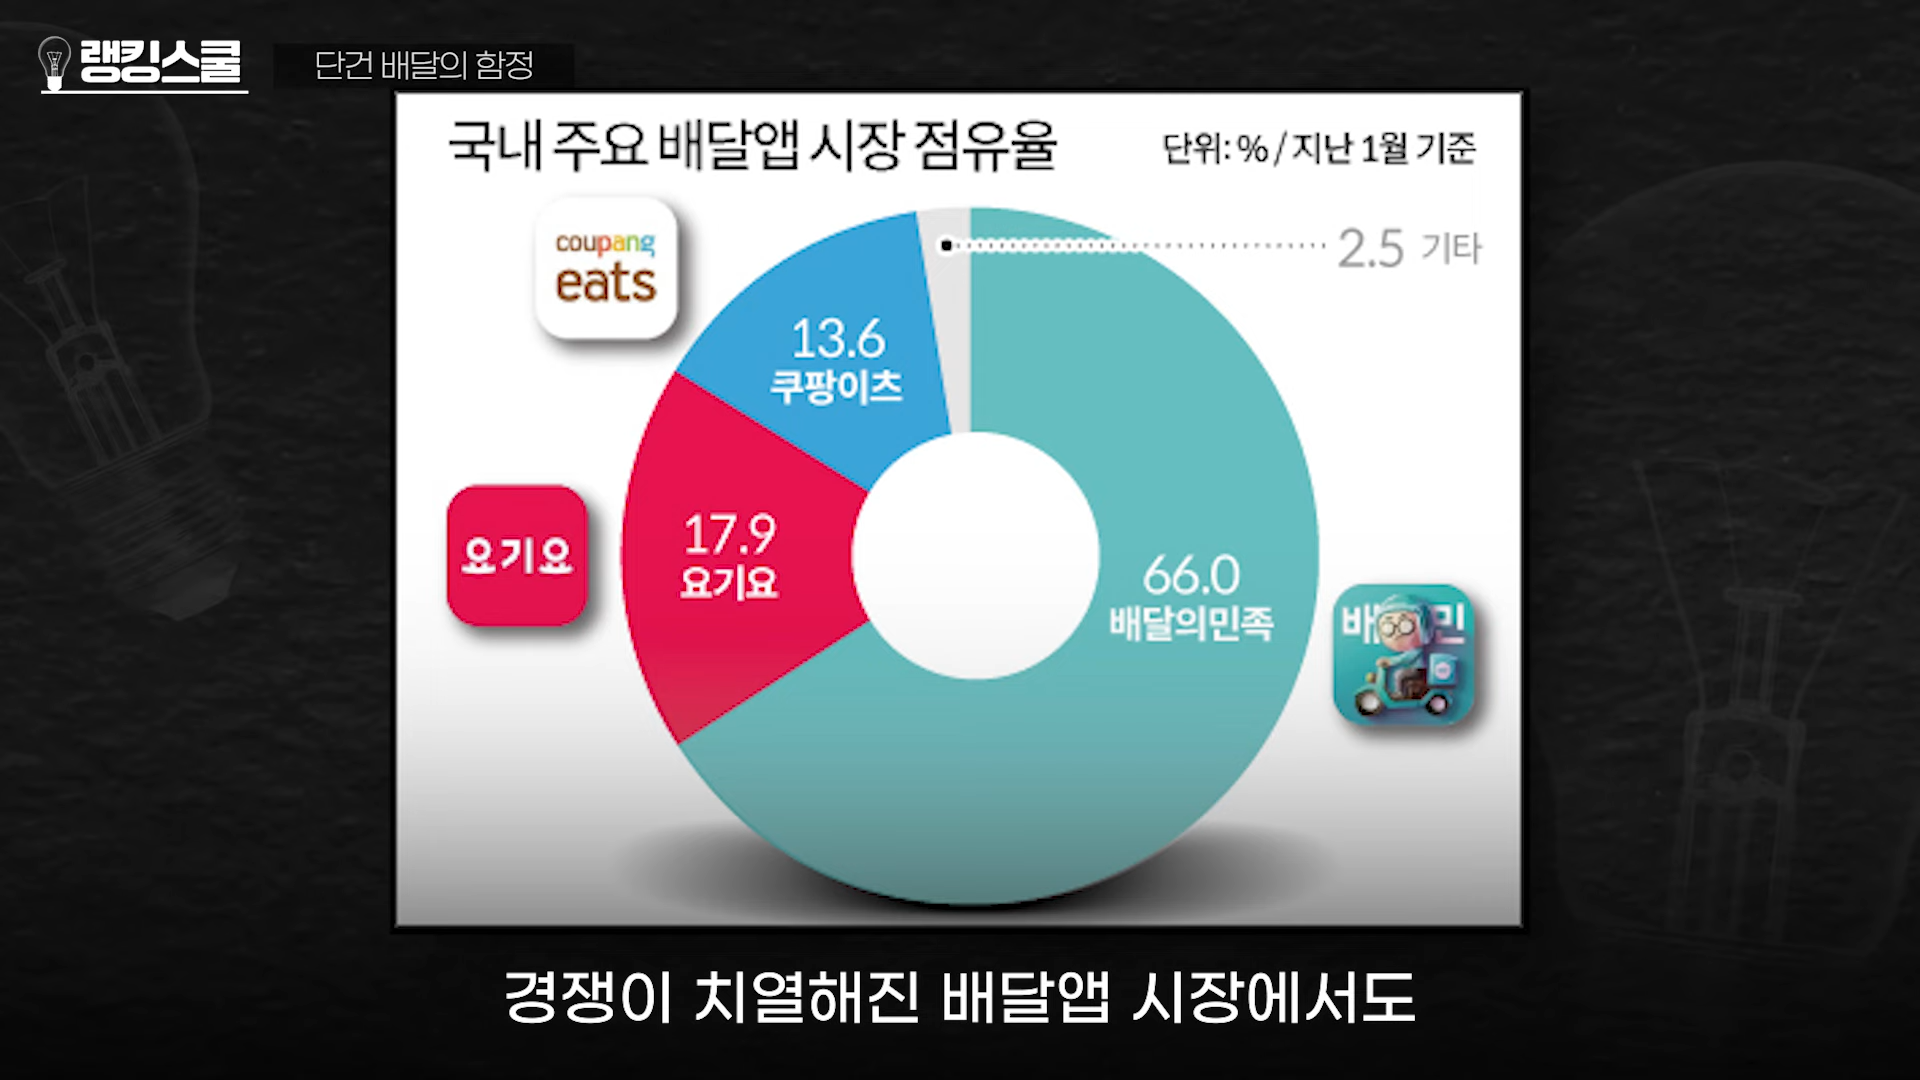 랭킹스쿨
단건 배달의 함정
국내 주요 배달앱 시장 점유율
단위: % / 지난 1월 기준
coupang
eats
2.5 기타
13.6
쿠팡이츠
요기요
17.9
요기요
66.0
배달의민족
경쟁이 치열해진 배달앱 시장에서도